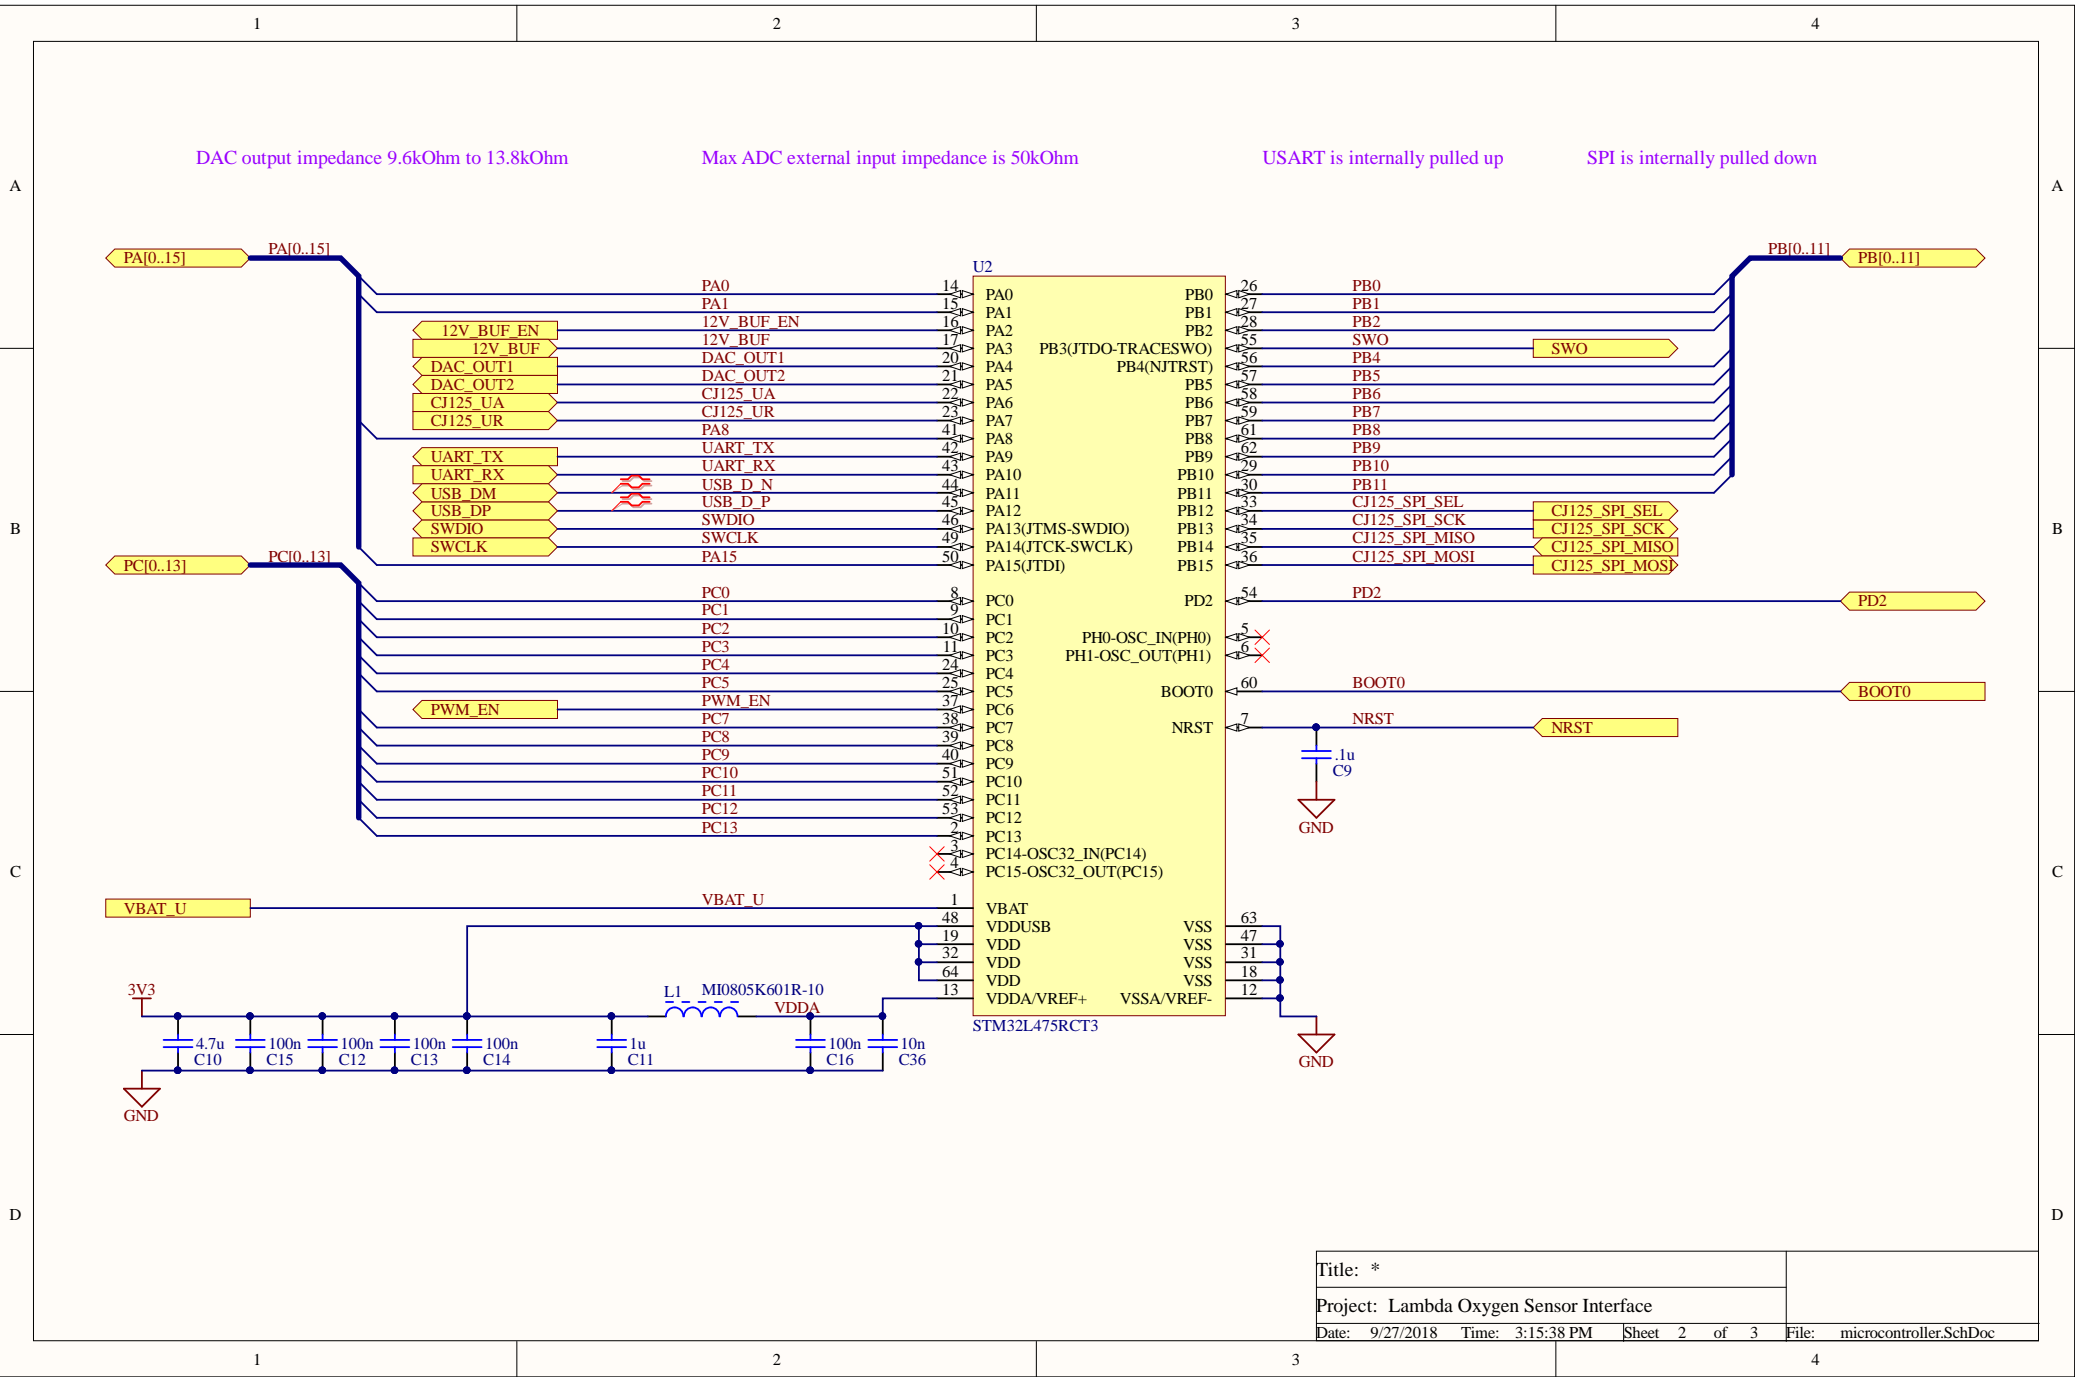 1 2 3 4
DAC output impedance 9.6kOhm to 13.8kOhm
Max ADC external input impedance is 50kOhm
USART is internally pulled up
SPI is internally pulled down
A A
PA[0..15] PA[0..15]
PB[0..11] PB[0..11]
U2
PA0 14 PA0 PB0 26 PB0
PA1 15 PA1 PB1 27 PB1
12V_BUF_EN 12V_BUF_EN 16 PA2 PB2 28 PB2
12V_BUF 12V_BUF 17 PA3 PB3(JTDO-TRACESWO) 55 SWO SWO
DAC_OUT1 DAC_OUT1 20 PA4 PB4(NJTRST) 56 PB4
DAC_OUT2 DAC_OUT2 21 PA5 PB5 57 PB5
CJ125_UA CJ125_UA 22 PA6 PB6 58 PB6
CJ125_UR CJ125_UR 23 PA7 PB7 59 PB7
PA8 41 PA8 PB8 61 PB8
UART_TX UART_TX 42 PA9 PB9 62 PB9
UART_RX UART_RX 43 PA10 PB10 29 PB10
USB_DM USB_D_N 44 PA11 PB11 30 PB11
USB_DP USB_D_P 45 PA12 PB12 33 CJ125_SPI_SEL CJ125_SPI_SEL
B SWDIO SWDIO 46 PA13(JTMS-SWDIO) PB13 34 CJ125_SPI_SCK CJ125_SPI_SCK B
SWCLK SWCLK 49 PA14(JTCK-SWCLK) PB14 35 CJ125_SPI_MISO CJ125_SPI_MISO
PC[0..13] PC[0..13] PA15 50 PA15(JTDI) PB15 36 CJ125_SPI_MOSI CJ125_SPI_MOSI
PC0 8 PC0 PD2 54 PD2 PD2
PC1 9 PC1
PC2 10 PC2 PH0-OSC_IN(PH0) 5
PC3 11 PC3 PH1-OSC_OUT(PH1) 6
PC4 24 PC4
PC5 25 PC5 BOOT0 60 BOOT0 BOOT0
PWM_EN PWM_EN 37 PC6
PC7 38 PC7 NRST 7 NRST NRST
PC8 39 PC8
PC9 40 PC9 .1u
C9
PC10 51 PC10
PC11 52 PC11
PC12 53 PC12
PC13 2 PC13 GND
3 PC14-OSC32_IN(PC14)
C 4 PC15-OSC32_OUT(PC15) C
VBAT_U VBAT_U 1 VBAT
48 VDDUSB VSS 63
19 VDD VSS 47
32 VDD VSS 31
64 VDD VSS 18
3V3 L1 MI0805K601R-10 13 VDDA/VREF+ VSSA/VREF- 12
VDDA
STM32L475RCT3
4.7u 100n 100n 100n 100n 1u 100n 10n
C10 C15 C12 C13 C14 C11 C16 C36
GND
GND
D D
Title: *
Project: Lambda Oxygen Sensor Interface
Date: 9/27/2018 Time: 3:15:38 PM Sheet 2 of 3 File: microcontroller.SchDoc
1 2 3 4